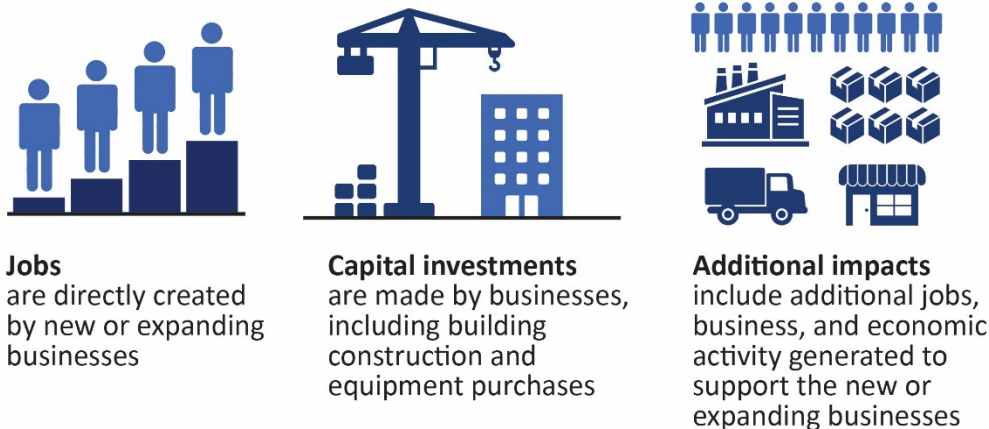 Jobs
are directly created
by new or expanding
businesses
Capital investments
are made by businesses,
including building
construction and
equipment purchases
Additional impacts
include additional jobs,
business, and economic
activity generated to
support the new or
expanding businesses